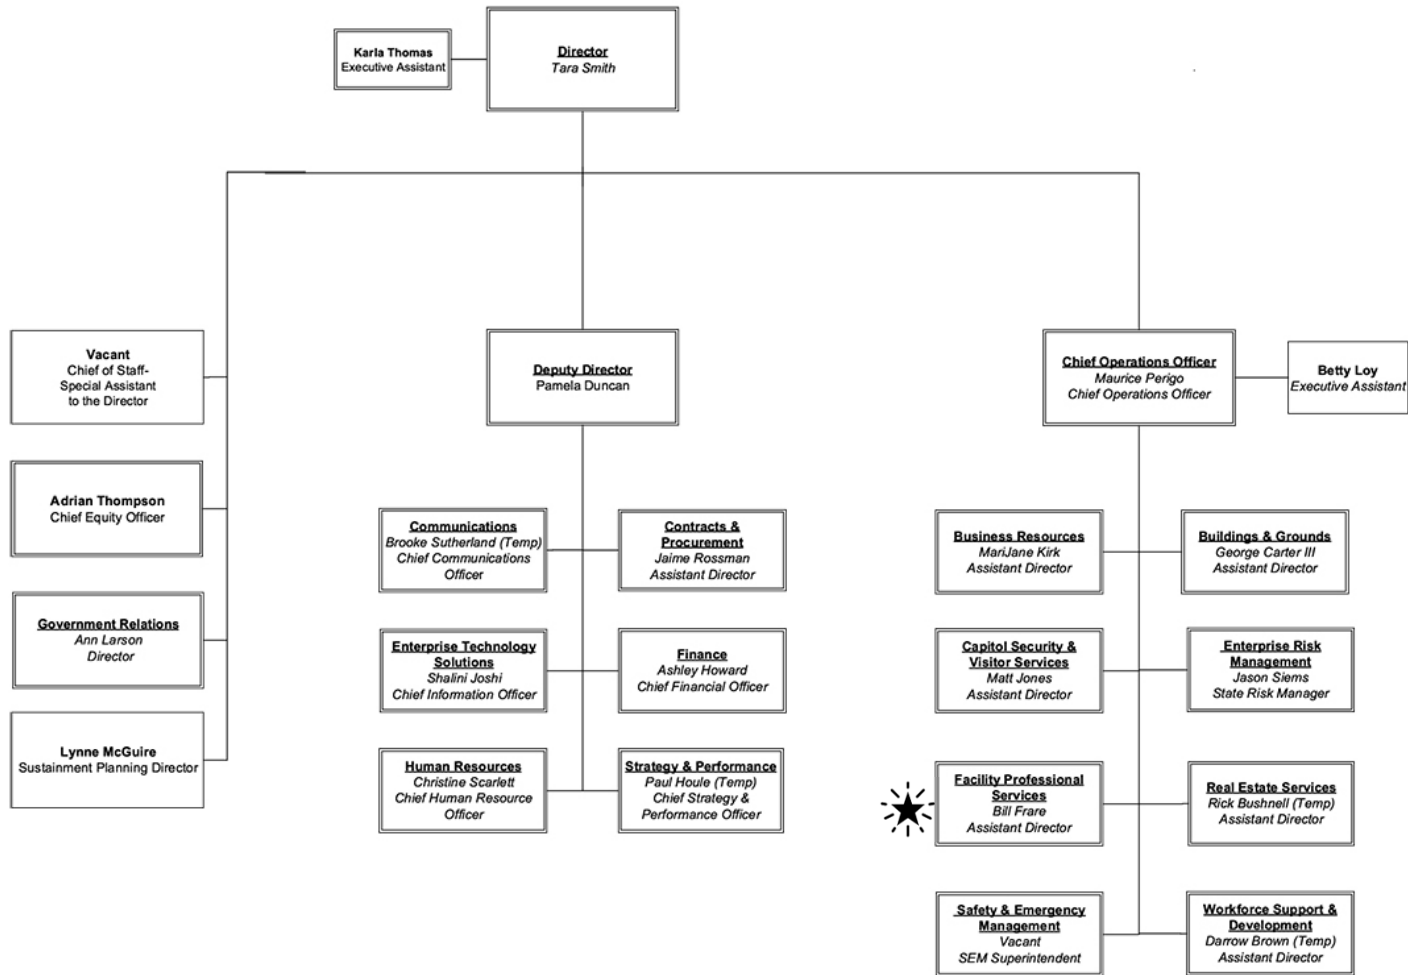 Karla Thomas
Executive Assistant
Director
Tara Smith
Vacant
Chief of Staff-
Special Assistant
to the Director
Adrian Thompson
Chief Equity Officer
Government Relations
Ann Larson
Director
Lynne McGuire
Sustainment Planning Director
Deputy Director
Pamela Duncan
Communications
Brooke Sutherland (Temp)
Chief Communications
Officer
Contracts &
Procurement
Jaime Rossman
Assistant Director
Enterprise Technology
Solutions
Shalini Joshi
Chief Information Officer
Finance
Ashley Howard
Chief Financial Officer
Human Resources
Christine Scarlett
Chief Human Resource
Officer
Strategy & Performance
Paul Houle (Temp)
Chief Strategy &
Performance Officer
Chief Operations Officer
Maurice Perigo
Chief Operations Officer
Betty Loy
Executive Assistant
Business Resources
MariJane Kirk
Assistant Director
Buildings & Grounds
George Carter III
Assistant Director
Capitol Security &
Visitor Services
Matt Jones
Assistant Director
Enterprise Risk
Management
Jason Siems
State Risk Manager
Facility Professional
Services
Bill Frare
Assistant Director
Real Estate Services
Rick Bushnell (Temp)
Assistant Director
Safety & Emergency
Management
Vacant
SEM Superintendent
Workforce Support &
Development
Darrow Brown (Temp)
Assistant Director